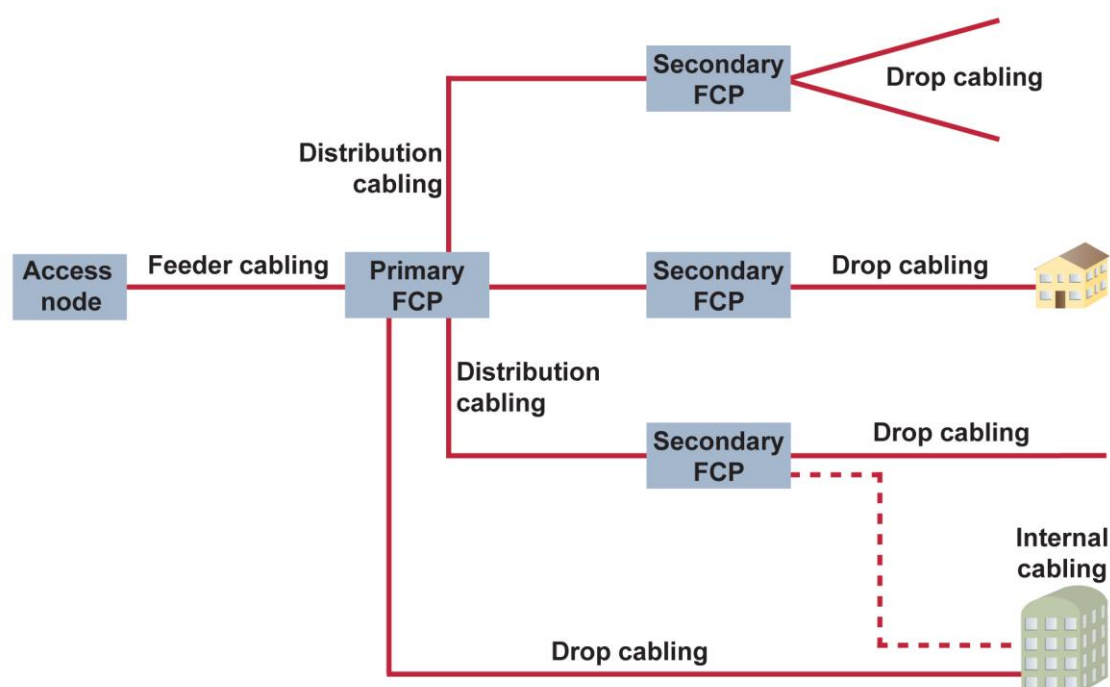 Secondary
FCP
Drop cabling
Distribution
cabling
Access
node
Feeder cabling
Primary
FCP
Secondary
FCP
Drop cabling
Distribution
cabling
Secondary
FCP
Drop cabling
Internal
cabling
Drop cabling